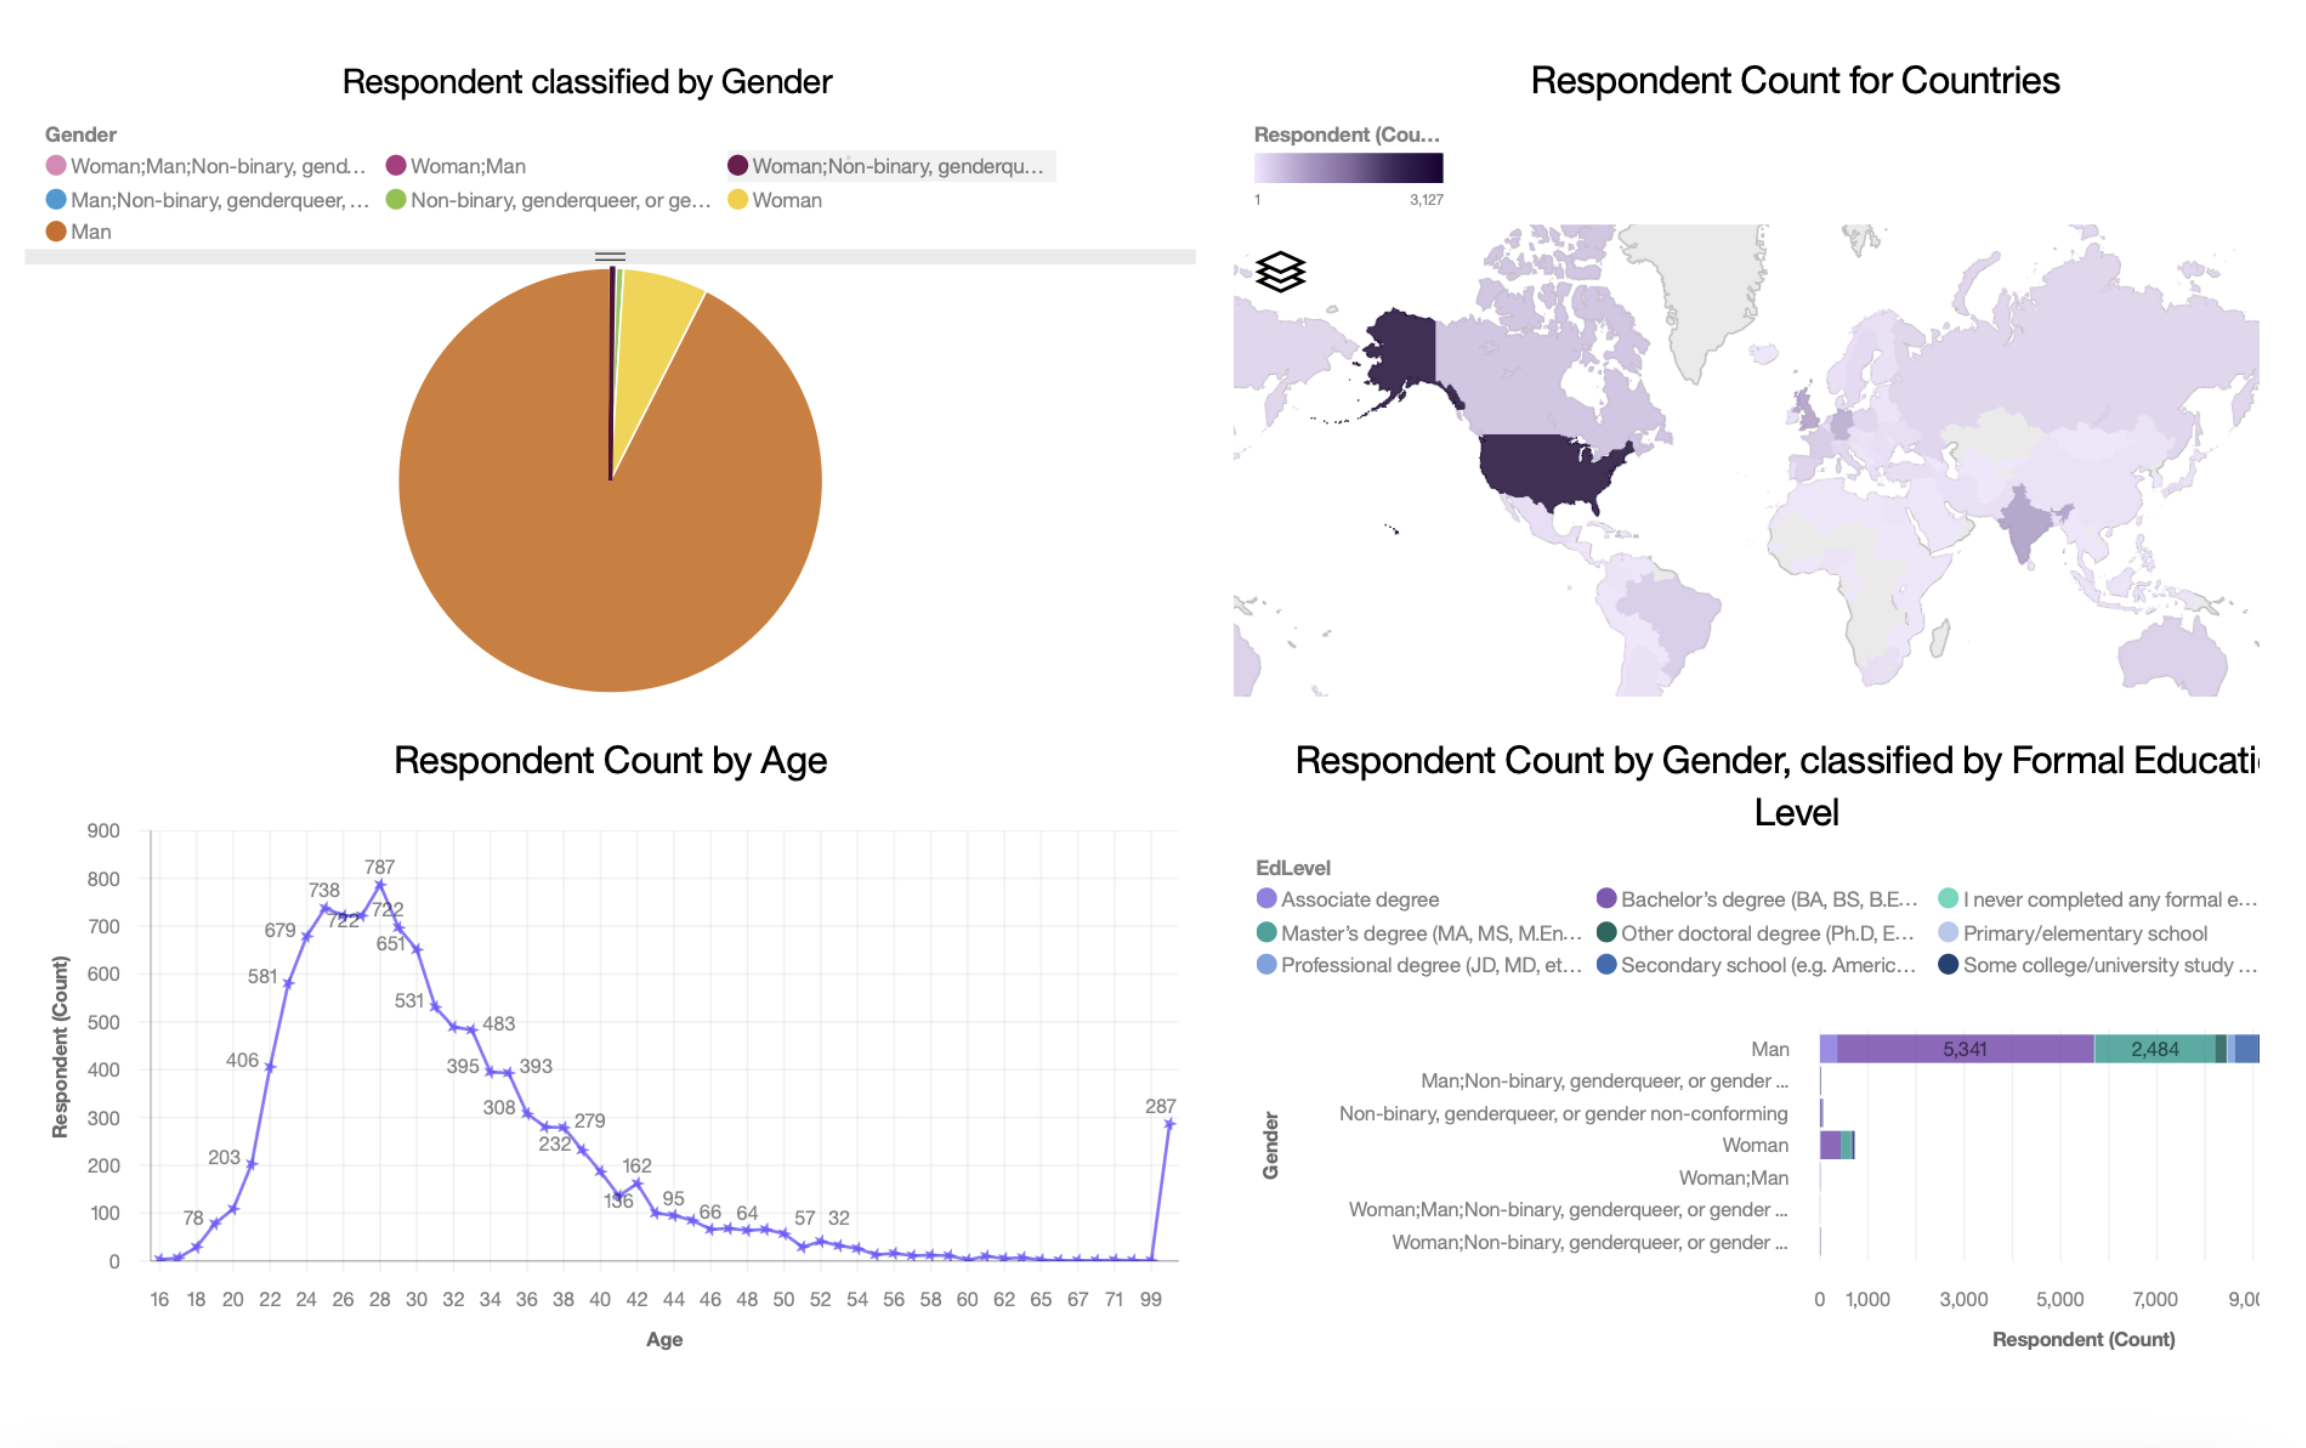 Respondent classified by Gender
Gender
Woman;Man;Non-binary, gend...
Woman;Man
Woman;Non-binary, genderqu...
Man;Non-binary, genderqueer, ...
Non-binary, genderqueer, or ge...
Woman
Man
Respondent Count for Countries
Respondent (Cou...
1 3,127
Respondent Count by Age
Respondent (Count)
900
800
700
600
500
400
300
200
100
0
78
203
406
581
679
738
722
787
722
651
531
483
395
393
308
279
232
136
162
95
66
64
57
32
287
16 18 20 22 24 26 28 30 32 34 36 38 40 42 44 46 48 50 52 54 56 58 60 62 65 67 71 99
Age
Respondent Count by Gender, classified by Formal Educati
Level
EdLevel
Associate degree
Bachelor’s degree (BA, BS, B.E...
I never completed any formal e...
Master’s degree (MA, MS, M.En...
Other doctoral degree (Ph.D, E...
Primary/elementary school
Professional degree (JD, MD, et...
Secondary school (e.g. Americ...
Some college/university study ...
Gender
Man
5,341 2,484
Man;Non-binary, genderqueer, or gender ...
Non-binary, genderqueer, or gender non-conforming
Woman
Woman;Man
Woman;Man;Non-binary, genderqueer, or gender ...
Woman;Non-binary, genderqueer, or gender ...
0 1,000 3,000 5,000 7,000 9,00
Respondent (Count)